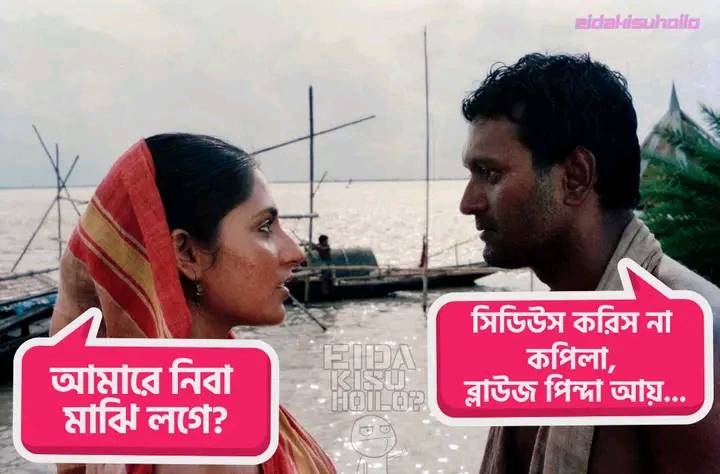 eidakisuhoilo
আমারে নিবা
মাঝি লগে?
সিডিউস করিস না
কপিলা,
ব্লাউজ পিন্দা আয়...
EIDA
KISU
HOILO?